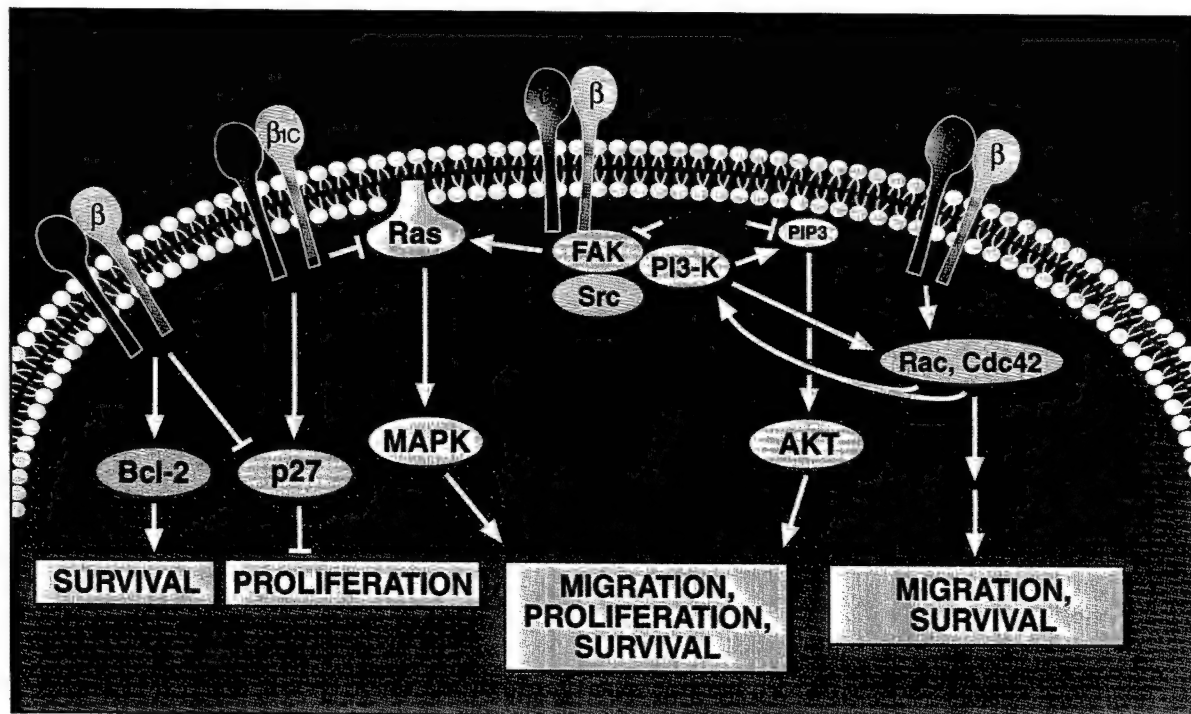 β
β1C
β
β
Ras
FAK
PI3-K
Src
PIP3
Rac, Cdc42
Bcl-2
p27
MAPK
AKT
SURVIVAL
PROLIFERATION
MIGRATION,
PROLIFERATION,
SURVIVAL
MIGRATION,
SURVIVAL